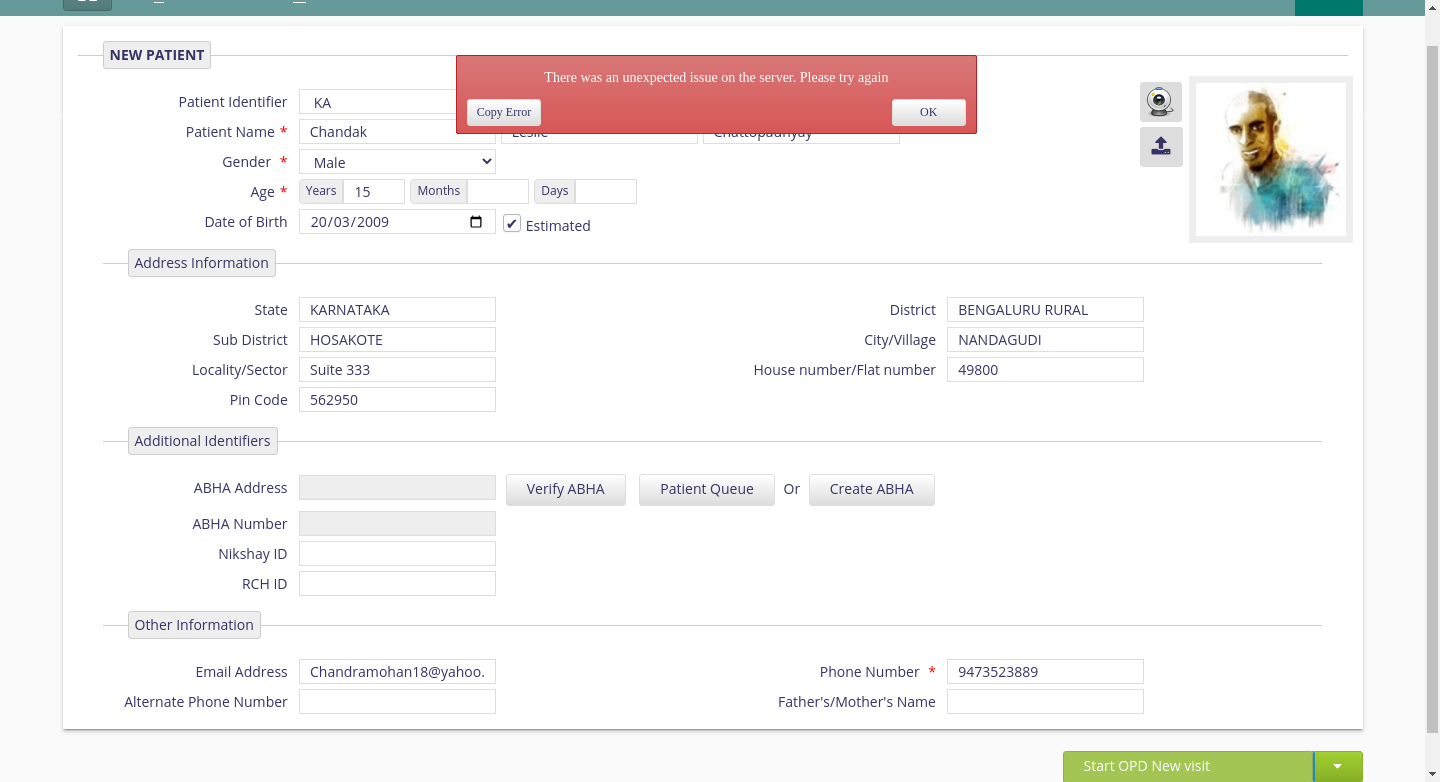 NEW PATIENT
There was an unexpected issue on the server. Please try again
Copy Error OK
Patient Identifier KA
Patient Name * Chandak Leslie Chattopadhyay
Gender * Male
Age * Years 15 Months Days
Date of Birth 20/03/2009 ✔ Estimated
Address Information
State KARNATAKA District BENGALURU RURAL
Sub District HOSAKOTE City/Village NANDAGUDI
Locality/Sector Suite 333 House number/Flat number 49800
Pin Code 562950
Additional Identifiers
ABHA Address Verify ABHA Patient Queue Or Create ABHA
ABHA Number
Nikshay ID
RCH ID
Other Information
Email Address Chandramohan18@yahoo. Phone Number * 9473523889
Alternate Phone Number Father's/Mother's Name
Start OPD New visit